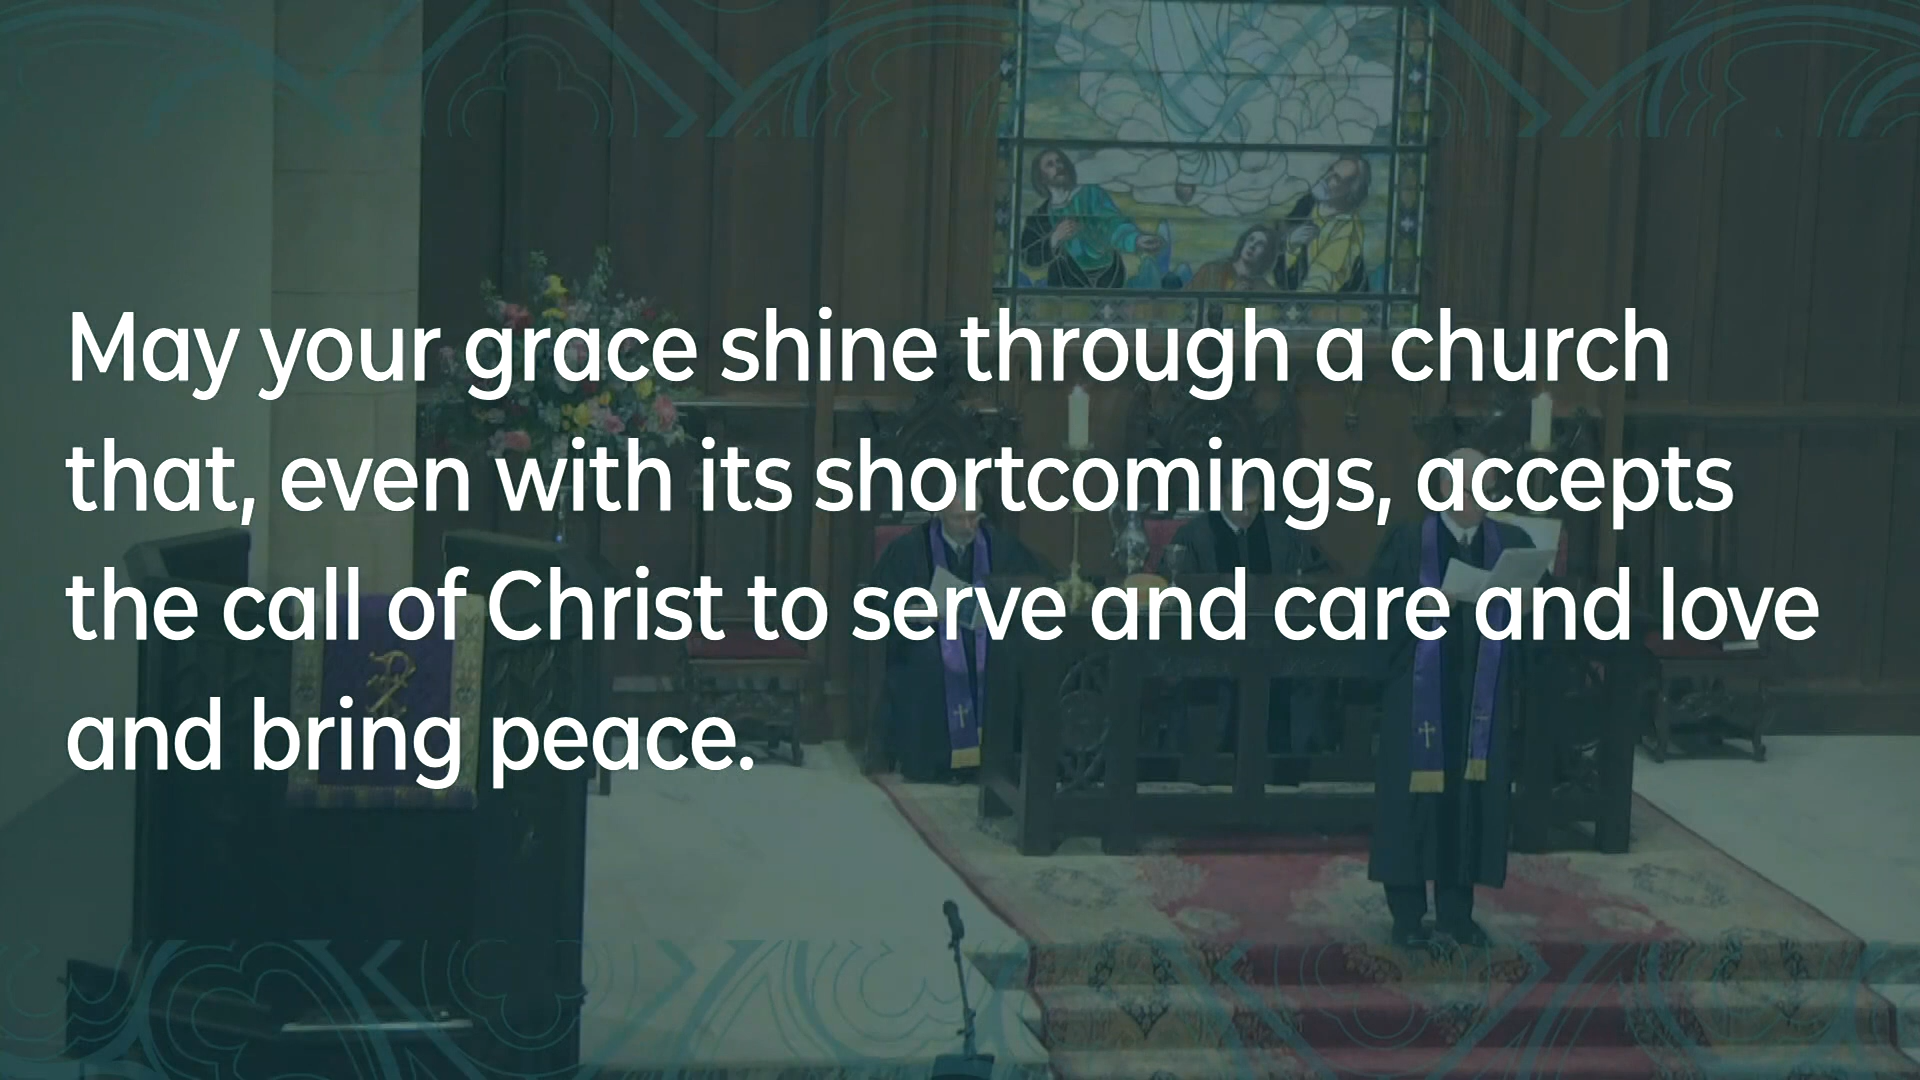 May your grace shine through a church
that, even with its shortcomings, accepts
the call of Christ to serve and care and love
and bring peace.